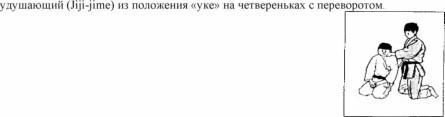 удушающий (Jiji-jime) из положения «уке» на четвереньках с переворотом.